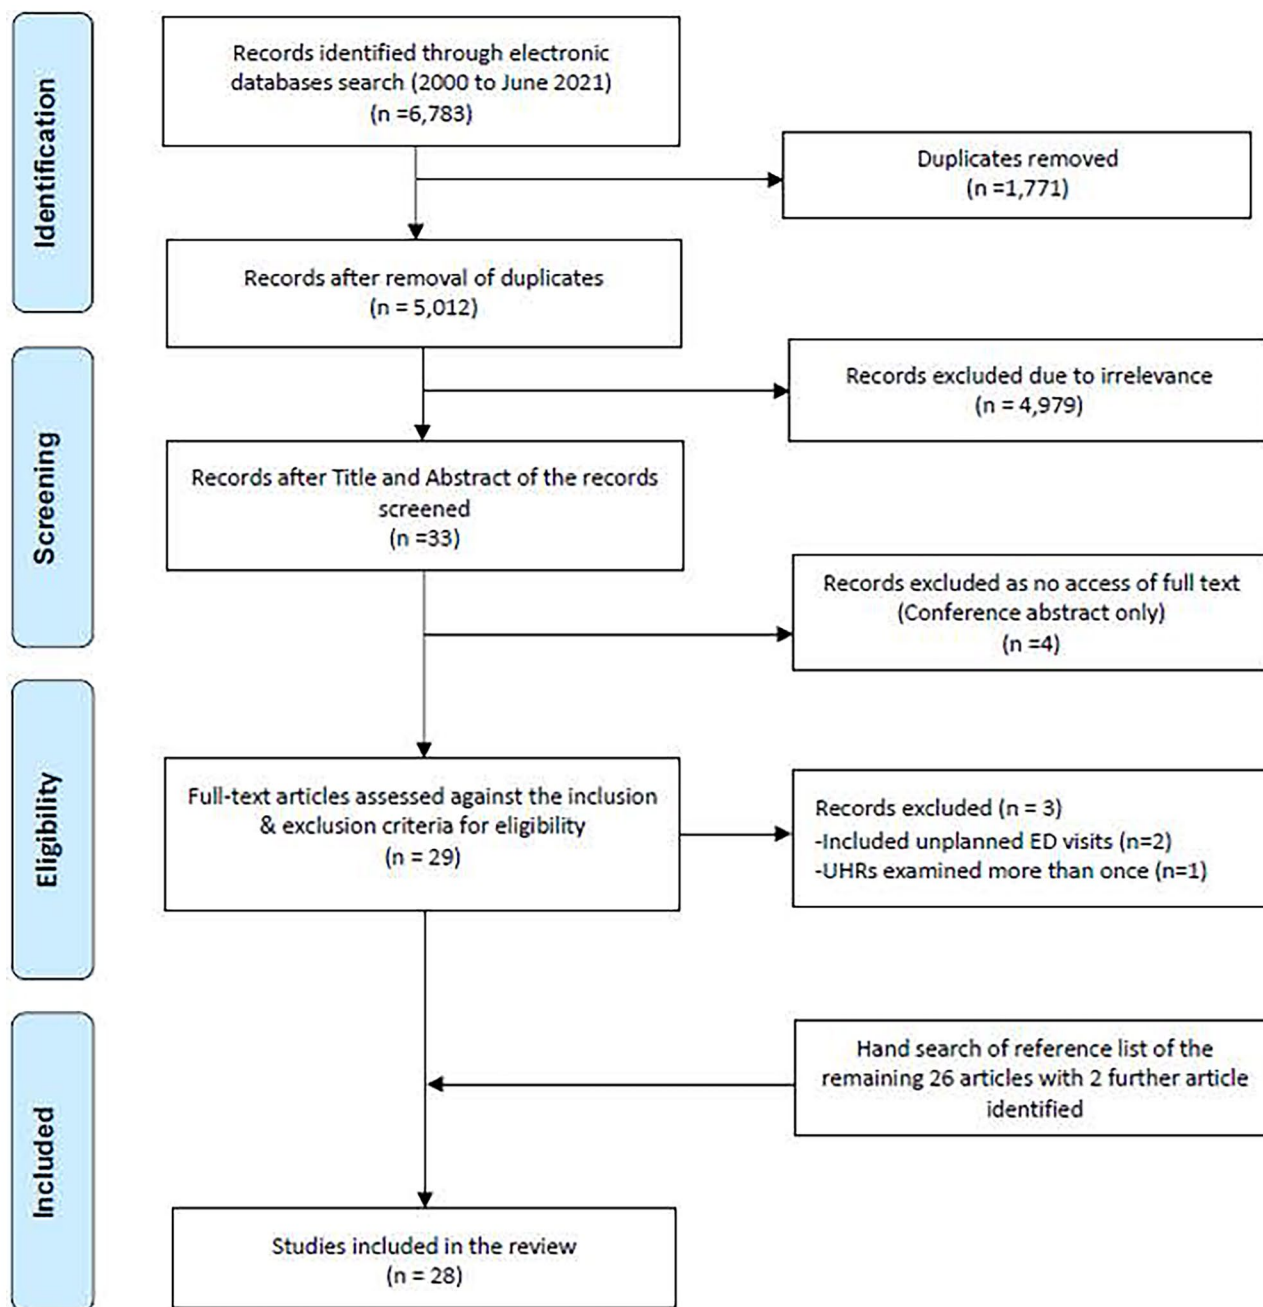 Identification
Records identified through electronic
databases search (2000 to June 2021)
(n =6,783)
Duplicates removed
(n =1,771)
Records after removal of duplicates
(n = 5,012)
Screening
Records excluded due to irrelevance
(n = 4,979)
Records after Title and Abstract of the records
screened
(n =33)
Records excluded as no access of full text
(Conference abstract only)
(n =4)
Eligibility
Full-text articles assessed against the inclusion
& exclusion criteria for eligibility
(n = 29)
Records excluded (n = 3)
-Included unplanned ED visits (n=2)
-UHRs examined more than once (n=1)
Included
Hand search of reference list of the
remaining 26 articles with 2 further article
identified
Studies included in the review
(n = 28)